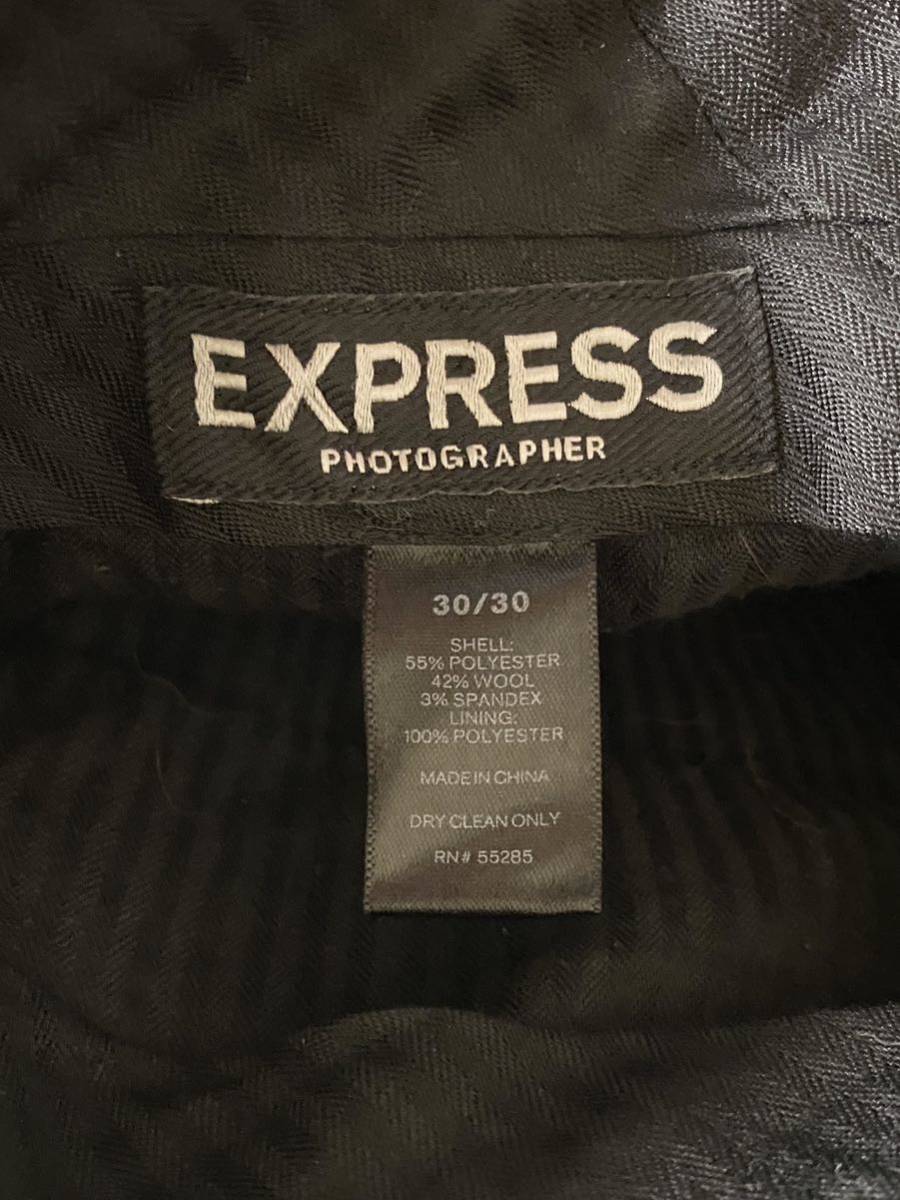 EXPRESS
PHOTOGRAPHER
30/30
SHELL:
55% POLYESTER
42% WOOL
3% SPANDEX
LINING:
100% POLYESTER
MADE IN CHINA
DRY CLEAN ONLY
RN# 55285